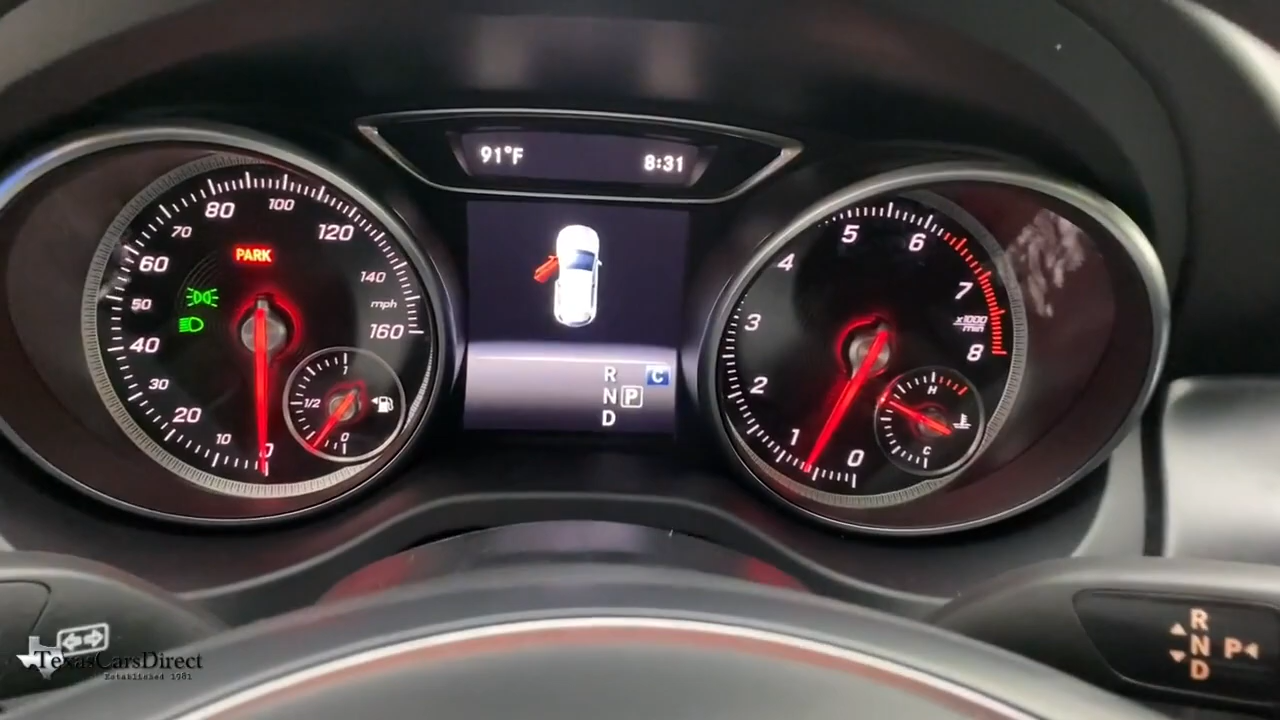 91°F 8:31
80 100
70 120
60 PARK 140
50 mph
40 160
30
20
10 0
1
1/2
0
R C
N P
D
5 6
4
3 7
x1000
min
2 8
1 0
H
C
R
N P
D
TexasCarsDirect
Established 1981